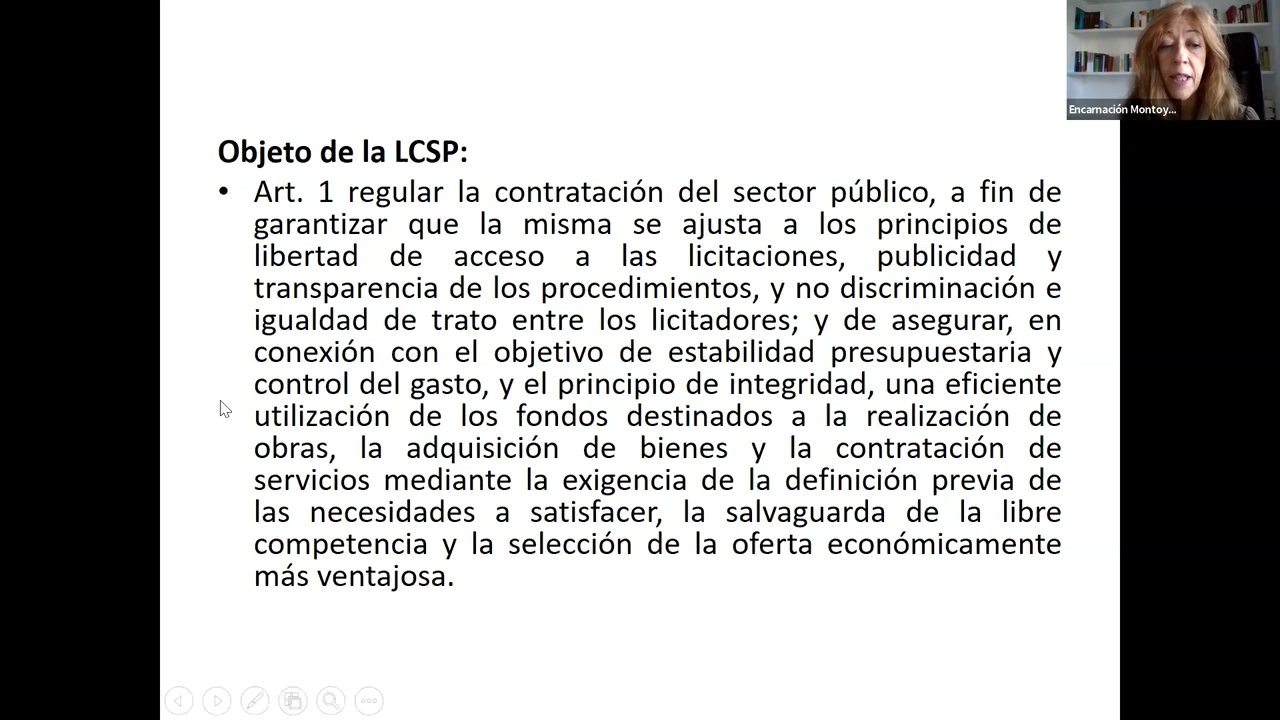 Encarnación Montoy...
Objeto de la LCSP:
• Art. 1 regular la contratación del sector público, a fin de
garantizar que la misma se ajusta a los principios de
libertad de acceso a las licitaciones, publicidad y
transparencia de los procedimientos, y no discriminación e
igualdad de trato entre los licitadores; y de asegurar, en
conexión con el objetivo de estabilidad presupuestaria y
control del gasto, y el principio de integridad, una eficiente
utilización de los fondos destinados a la realización de
obras, la adquisición de bienes y la contratación de
servicios mediante la exigencia de la definición previa de
las necesidades a satisfacer, la salvaguarda de la libre
competencia y la selección de la oferta económicamente
más ventajosa.